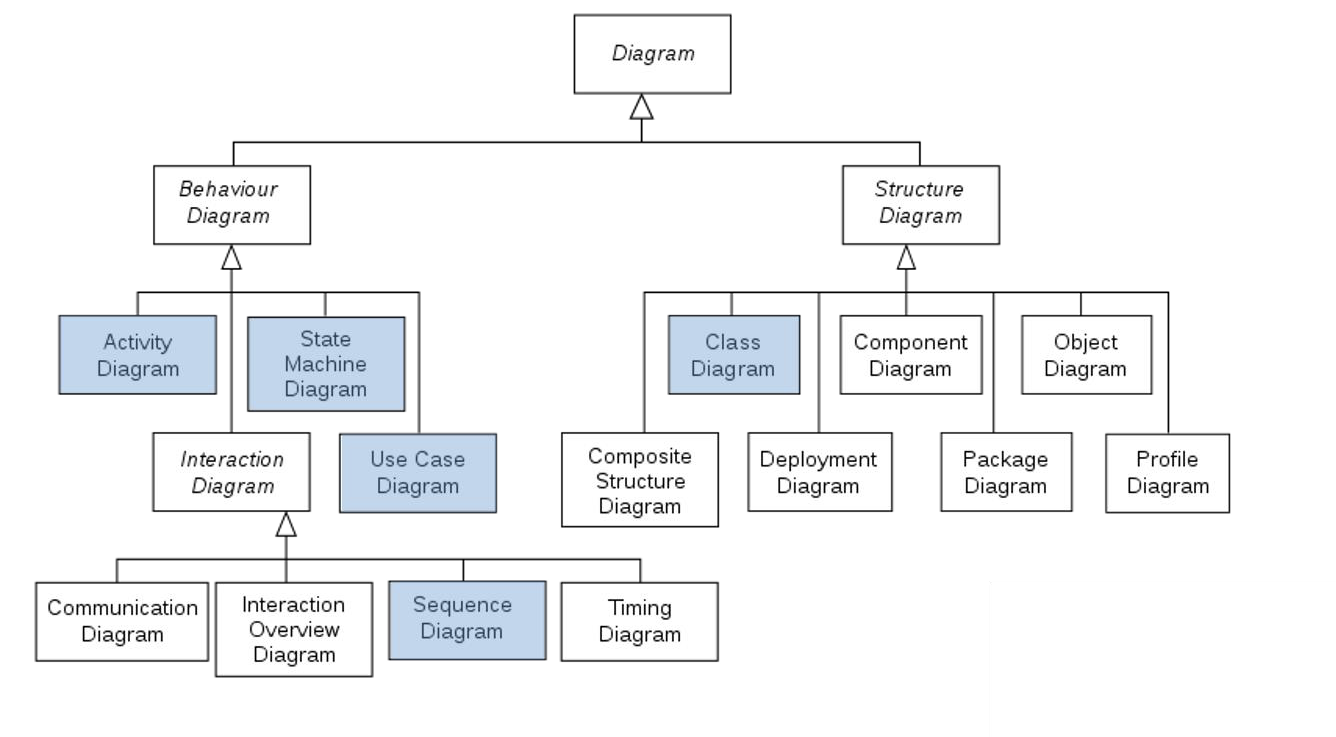 Diagram
Behaviour
Diagram
Structure
Diagram
Activity
Diagram
State
Machine
Diagram
Class
Diagram
Component
Diagram
Object
Diagram
Interaction
Diagram
Use Case
Diagram
Composite
Structure
Diagram
Deployment
Diagram
Package
Diagram
Profile
Diagram
Communication
Diagram
Interaction
Overview
Diagram
Sequence
Diagram
Timing
Diagram